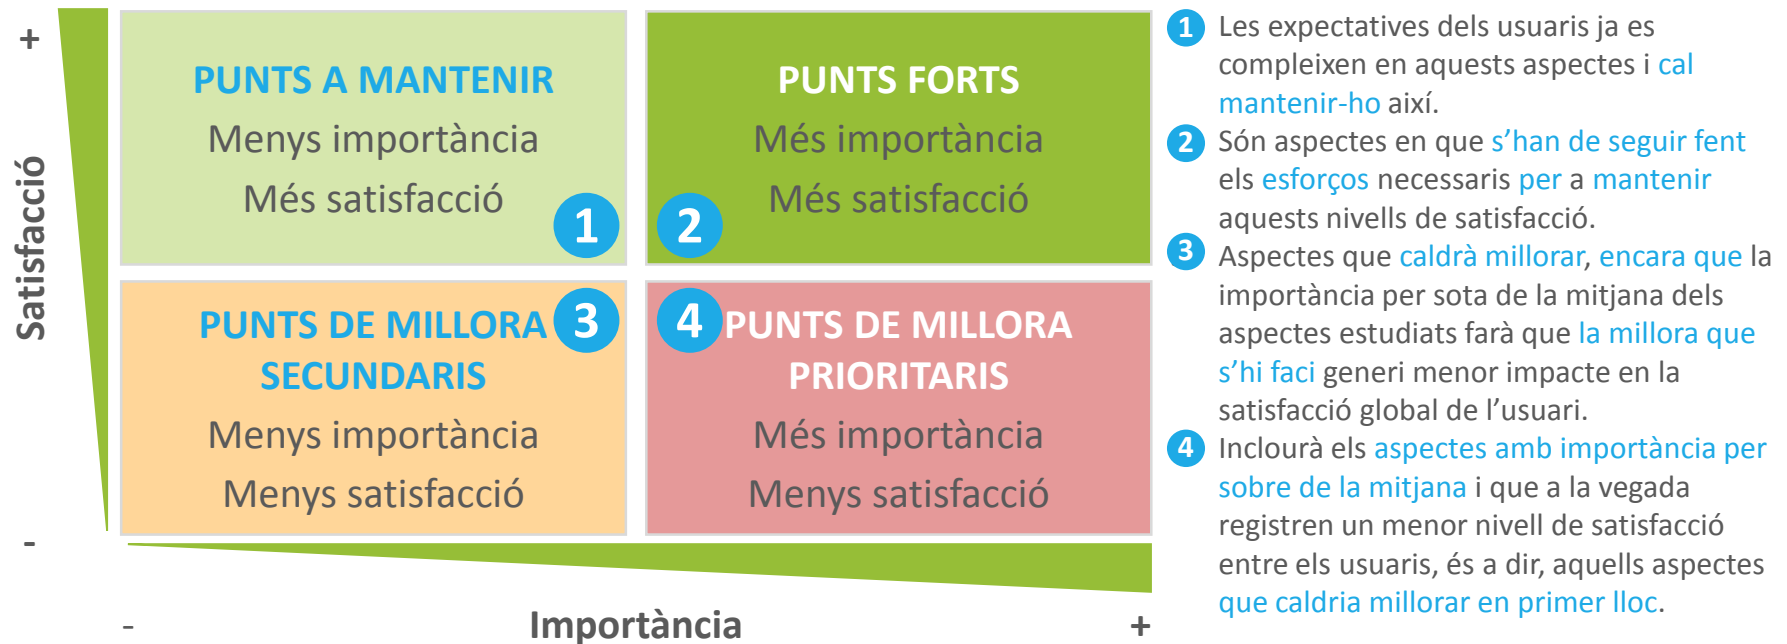 +
Satisfacció
-
PUNTS A MANTENIR
Menys importància
Més satisfacció
1
PUNTS FORTS
Més importància
Més satisfacció
2
PUNTS DE MILLORA
SECUNDARIS
Menys importància
Menys satisfacció
3
4
PUNTS DE MILLORA
PRIORITARIS
Més importància
Menys satisfacció
-
Importància
+
1 Les expectatives dels usuaris ja es
compleixen en aquests aspectes i cal
mantenir-ho així.
2 Són aspectes en que s’han de seguir fent
els esforços necessaris per a mantenir
aquests nivells de satisfacció.
3 Aspectes que caldrà millorar, encara que la
importància per sota de la mitjana dels
aspectes estudiats farà que la millora que
s’hi faci generi menor impacte en la
satisfacció global de l’usuari.
4 Inclourà els aspectes amb importància per
sobre de la mitjana i que a la vegada
registren un menor nivell de satisfacció
entre els usuaris, és a dir, aquells aspectes
que caldria millorar en primer lloc.